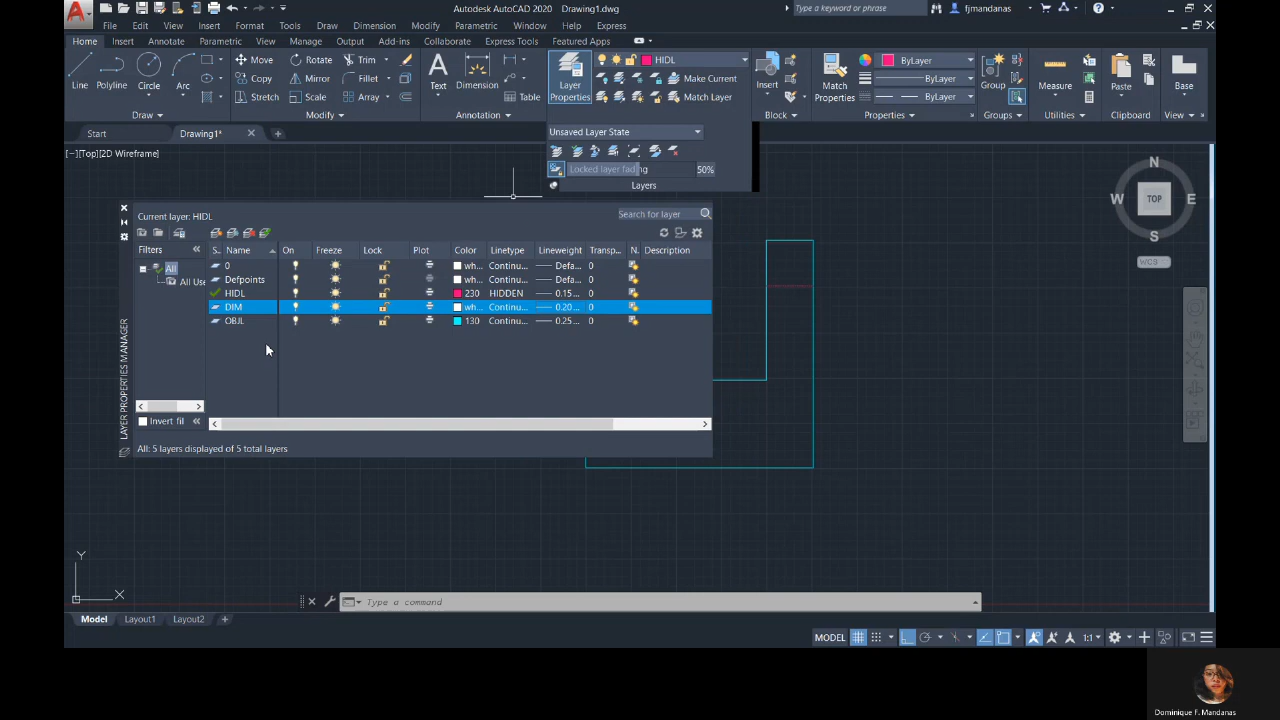 Autodesk AutoCAD 2020 Drawing1.dwg
Type a keyword or phrase
fjmandanas
File Edit View Insert Format Tools Draw Dimension Modify Parametric Window Help Express
Home Insert Annotate Parametric View Manage Output Add-ins Collaborate Express Tools Featured Apps
Line Polyline Circle Arc
Move Rotate Trim
Copy Mirror Fillet
Stretch Scale Array
Text Dimension Table
Layer Properties
HIDL
Make Current
Match Layer
Insert
Match Properties
ByLayer
ByLayer
ByLayer
Group
Measure
Paste
Base
Draw Modify Annotation Block Properties Groups Utilities Clipboard View
Unsaved Layer State
Locked layer fading 50%
Layers
Start Drawing1*
[−][Top][2D Wireframe]
N
W TOP E
S
WCS
Current layer: HIDL
Search for layer
Filters
All
All Use
Invert fil
S.. Name On Freeze Lock Plot Color Linetype Lineweight Transp... N. Description
0 wh... Continu... Defa... 0
Defpoints wh... Continu... Defa... 0
HIDL 230 HIDDEN 0.15... 0
DIM wh... Continu... 0.20... 0
OBJL 130 Continu... 0.25... 0
All: 5 layers displayed of 5 total layers
LAYER PROPERTIES MANAGER
Y
X
Type a command
Model Layout1 Layout2
MODEL
1:1
Dominique F. Mandanas